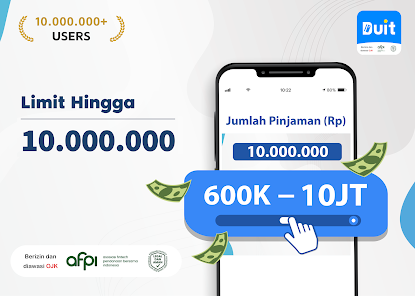 10.000.000+
USERS
Duit
Limit Hingga
10.000.000
10:22
80%
Jumlah Pinjaman (Rp)
10.000.000
600K – 10JT
Berizin dan
diawasi OJK
afpi